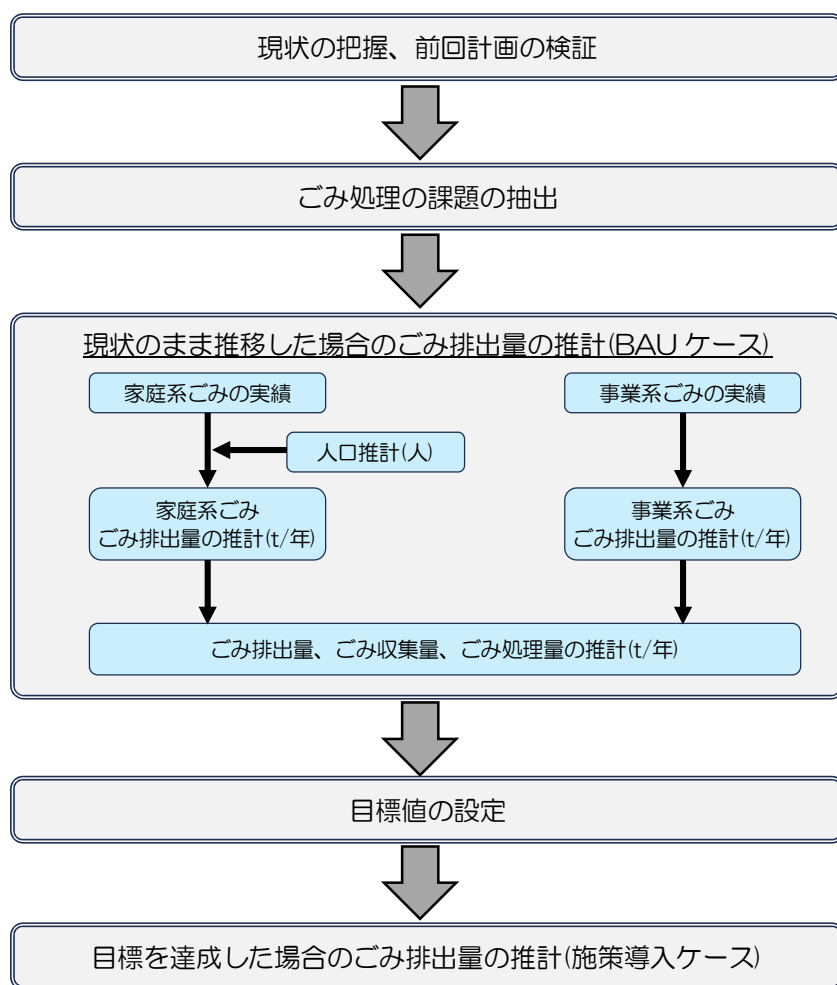 現状の把握、前回計画の検証
ごみ処理の課題の抽出
現状のまま推移した場合のごみ排出量の推計(BAUケース)
家庭系ごみの実績
事業系ごみの実績
人口推計(人)
家庭系ごみ
ごみ排出量の推計(t/年)
事業系ごみ
ごみ排出量の推計(t/年)
ごみ排出量、ごみ収集量、ごみ処理量の推計(t/年)
目標値の設定
目標を達成した場合のごみ排出量の推計(施策導入ケース)